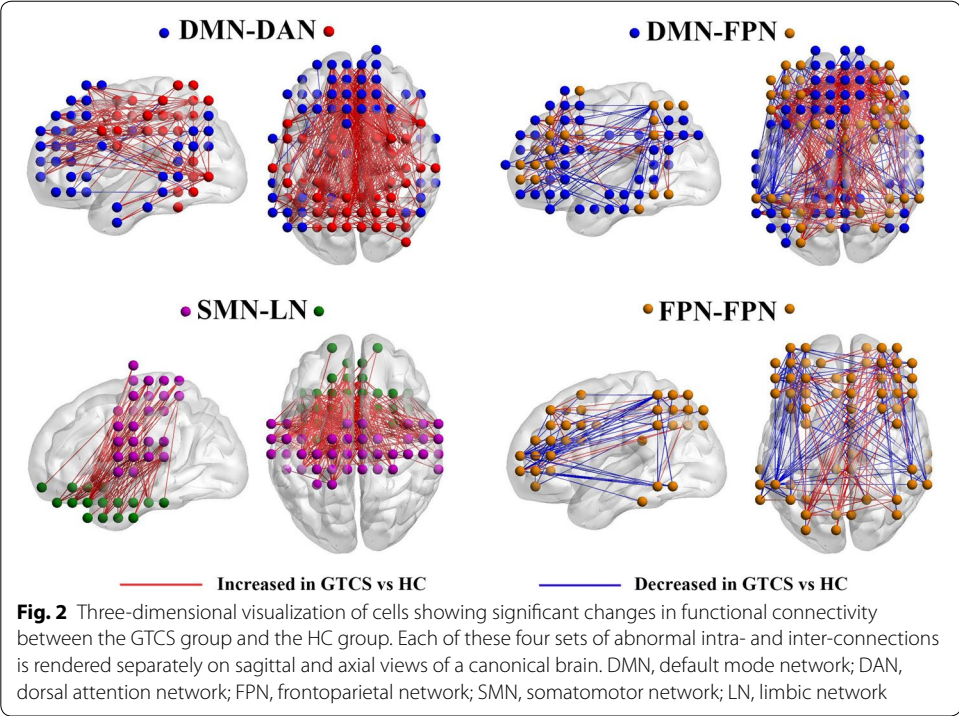 DMN-DAN
DMN-FPN
SMN-LN
FPN-FPN
Increased in GTCS vs HC
Decreased in GTCS vs HC
Fig. 2 Three-dimensional visualization of cells showing significant changes in functional connectivity
between the GTCS group and the HC group. Each of these four sets of abnormal intra- and inter-connections
is rendered separately on sagittal and axial views of a canonical brain. DMN, default mode network; DAN,
dorsal attention network; FPN, frontoparietal network; SMN, somatomotor network; LN, limbic network